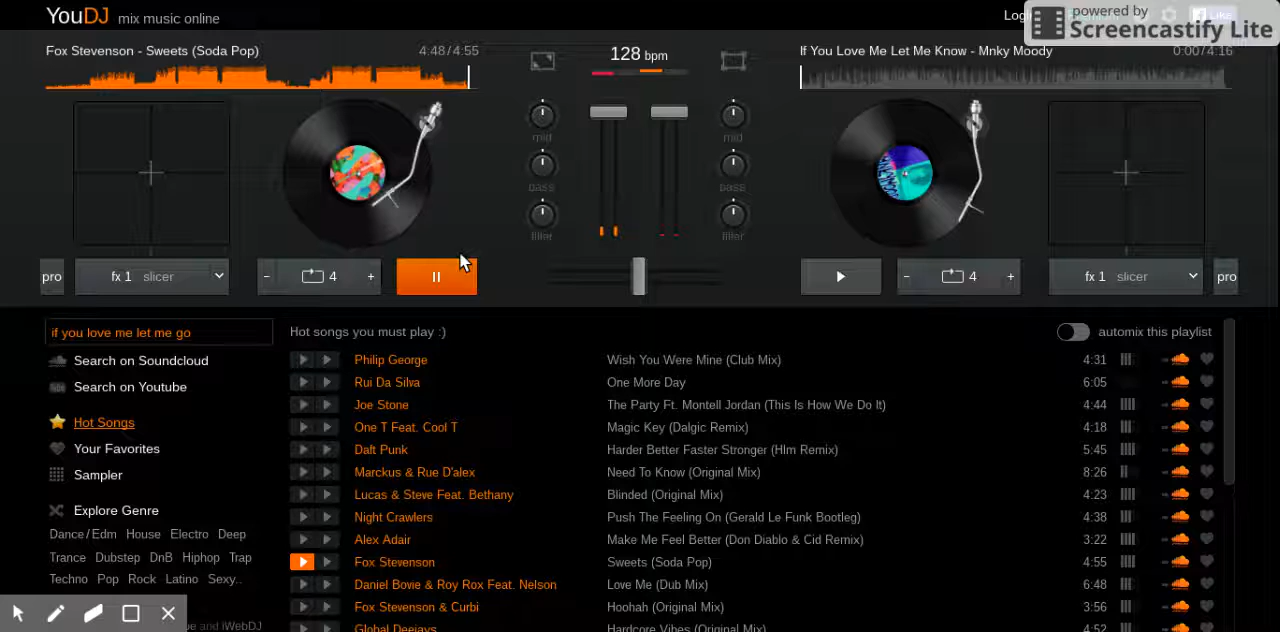 YouDJ mix music online
Login
powered by
Screencastify Lite
Fox Stevenson - Sweets (Soda Pop) 4:48/4:55
128 bpm
If You Love Me Let Me Know - Mnky Moody 0:00/4:16
mid mid
bass bass
filter filter
pro fx 1 slicer - 4 +
- 4 + fx 1 slicer pro
if you love me let me go
Search on Soundcloud
Search on Youtube
Hot Songs
Your Favorites
Sampler
Explore Genre
Dance/Edm House Electro Deep
Trance Dubstep DnB Hiphop Trap
Techno Pop Rock Latino Sexy..
and iWebDJ
Hot songs you must play :) automix this playlist
Philip George Wish You Were Mine (Club Mix) 4:31
Rui Da Silva One More Day 6:05
Joe Stone The Party Ft. Montell Jordan (This Is How We Do It) 4:44
One T Feat. Cool T Magic Key (Dalgic Remix) 4:18
Daft Punk Harder Better Faster Stronger (Hlm Remix) 5:45
Marckus & Rue D'alex Need To Know (Original Mix) 8:26
Lucas & Steve Feat. Bethany Blinded (Original Mix) 4:23
Night Crawlers Push The Feeling On (Gerald Le Funk Bootleg) 4:38
Alex Adair Make Me Feel Better (Don Diablo & Cid Remix) 3:22
Fox Stevenson Sweets (Soda Pop) 4:55
Daniel Bowie & Roy Rox Feat. Nelson Love Me (Dub Mix) 6:48
Fox Stevenson & Curbi Hoohah (Original Mix) 3:56
Global Deejays Hardcore Vibes (Original Mix) 4:52